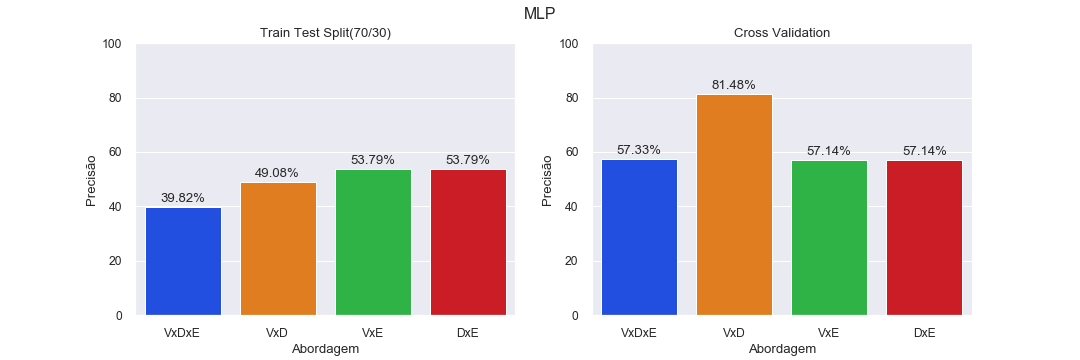 MLP
Train Test Split(70/30)
100
80
60
40
20
0
Precisão
39.82%
49.08%
53.79%
53.79%
VxDxE
VxD
VxE
DxE
Abordagem
Cross Validation
100
80
60
40
20
0
Precisão
57.33%
81.48%
57.14%
57.14%
VxDxE
VxD
VxE
DxE
Abordagem